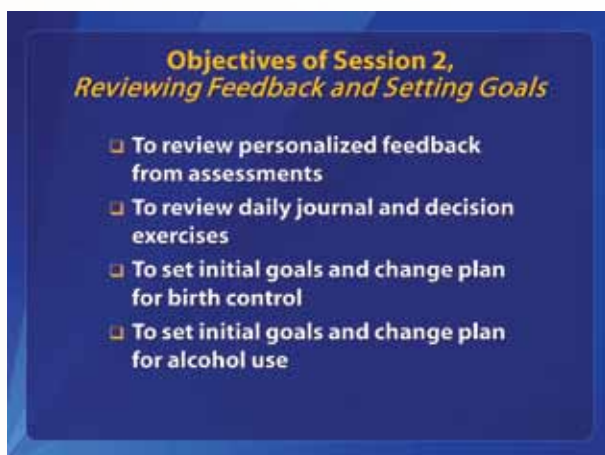 Objectives of Session 2,
Reviewing Feedback and Setting Goals
To review personalized feedback
from assessments
To review daily journal and decision
exercises
To set initial goals and change plan
for birth control
To set initial goals and change plan
for alcohol use